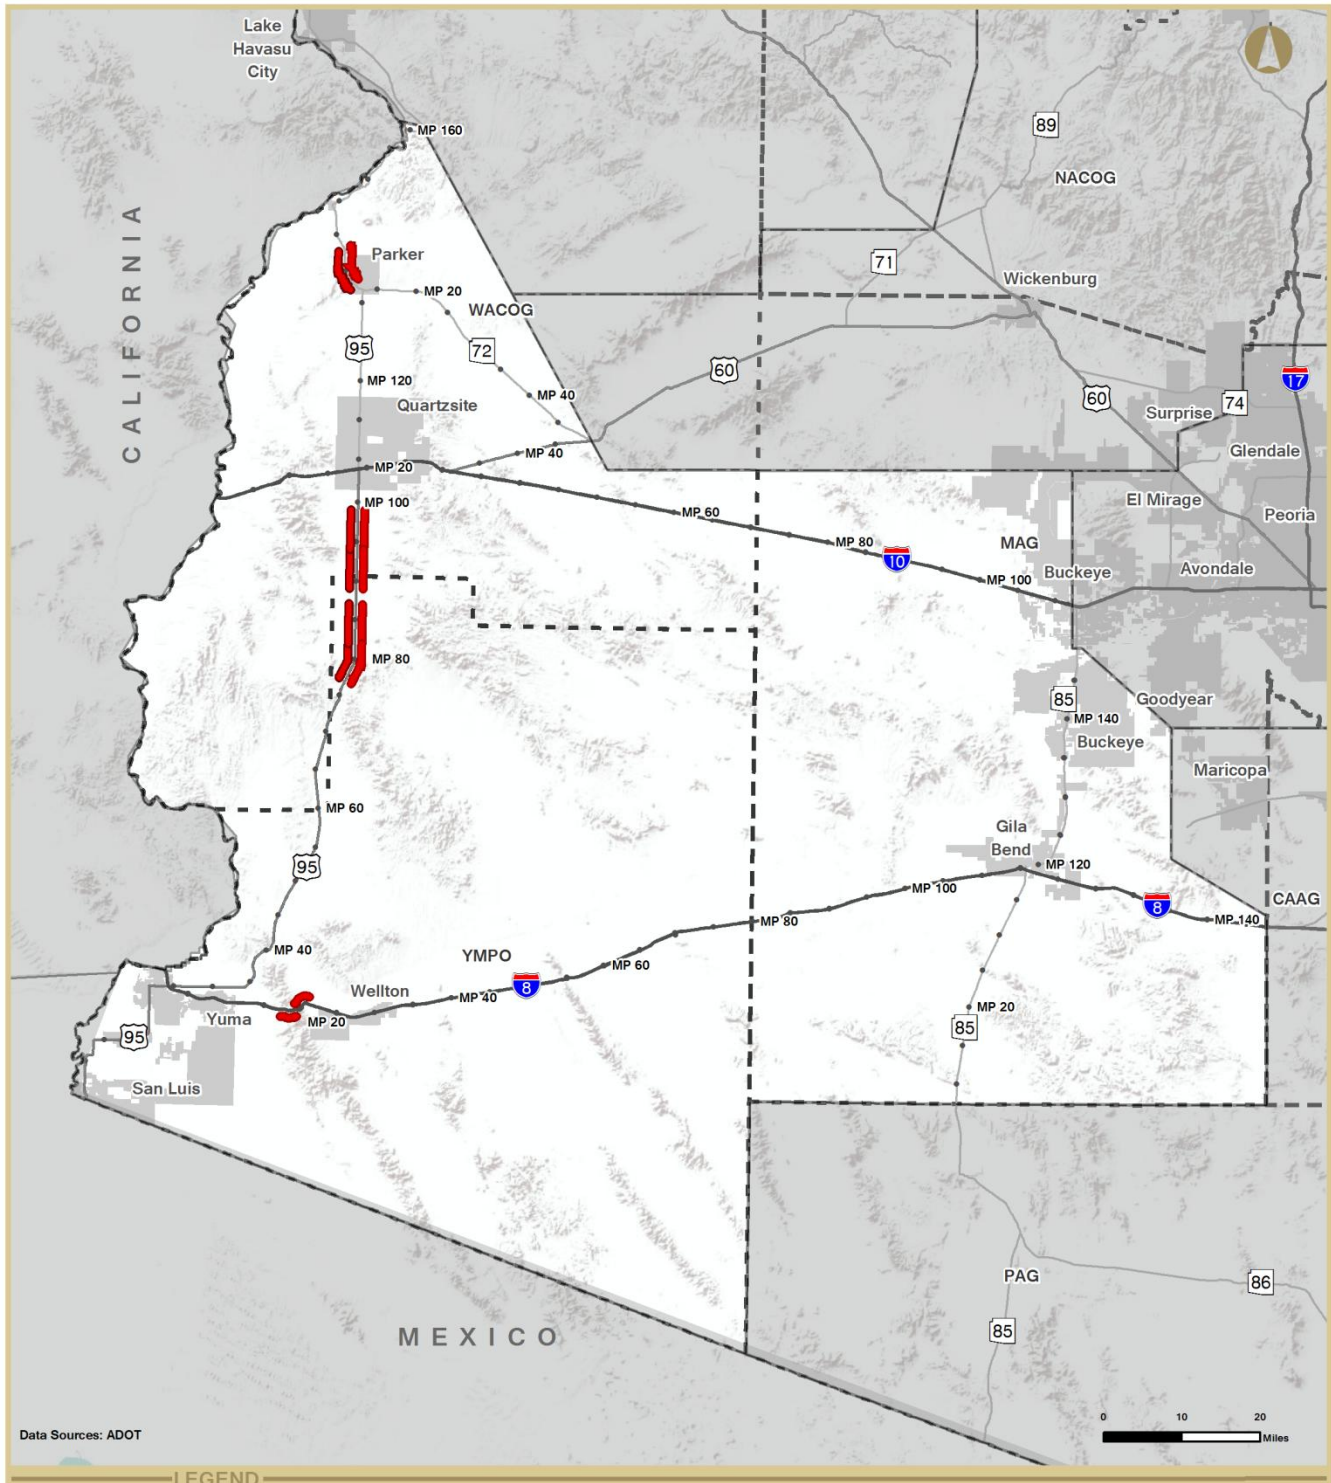 Lake
Havasu
City
MP 160
89
NACOG
CALIFORNIA
Parker
71
Wickenburg
MP 20
WACOG
95
72
60
17
MP 120
MP 40
60
74
Quartzsite
Surprise
Glendale
MP 40
MP 20
El Mirage
MP 100
MP 60
Peoria
MP 80
MAG
10
MP 100
Buckeye
Avondale
MP 80
85
Goodyear
MP 140
Buckeye
Maricopa
MP 60
Gila
Bend
95
MP 120
MP 100
CAAG
8
MP 140
MP 80
MP 40
YMPO
MP 60
8
Wellton
MP 40
Yuma
MP 20
MP 20
95
85
San Luis
PAG
86
85
MEXICO
0 10 20
Miles
Data Sources: ADOT
LEGEND